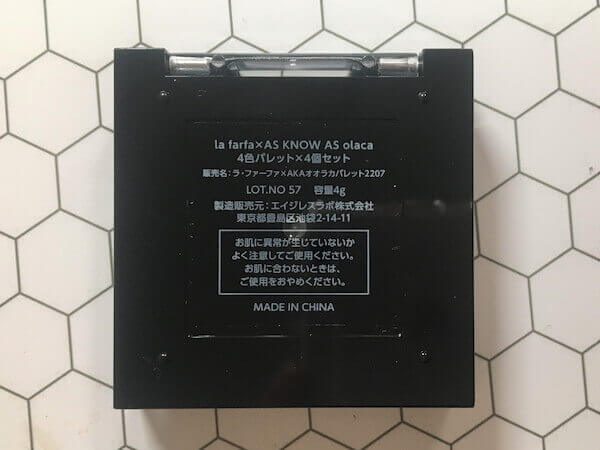 la farfa×AS KNOW AS olaca
4色パレット×4個セット
販売名：ラ・ファーファ×AKAオオラカパレット2207
LOT.NO 57　容量4g
製造販売元：エイジレスラボ株式会社
東京都豊島区池袋2-14-11
お肌に異常が生じていないか
よく注意してご使用ください。
お肌に合わないときは、
ご使用をおやめください。
MADE IN CHINA